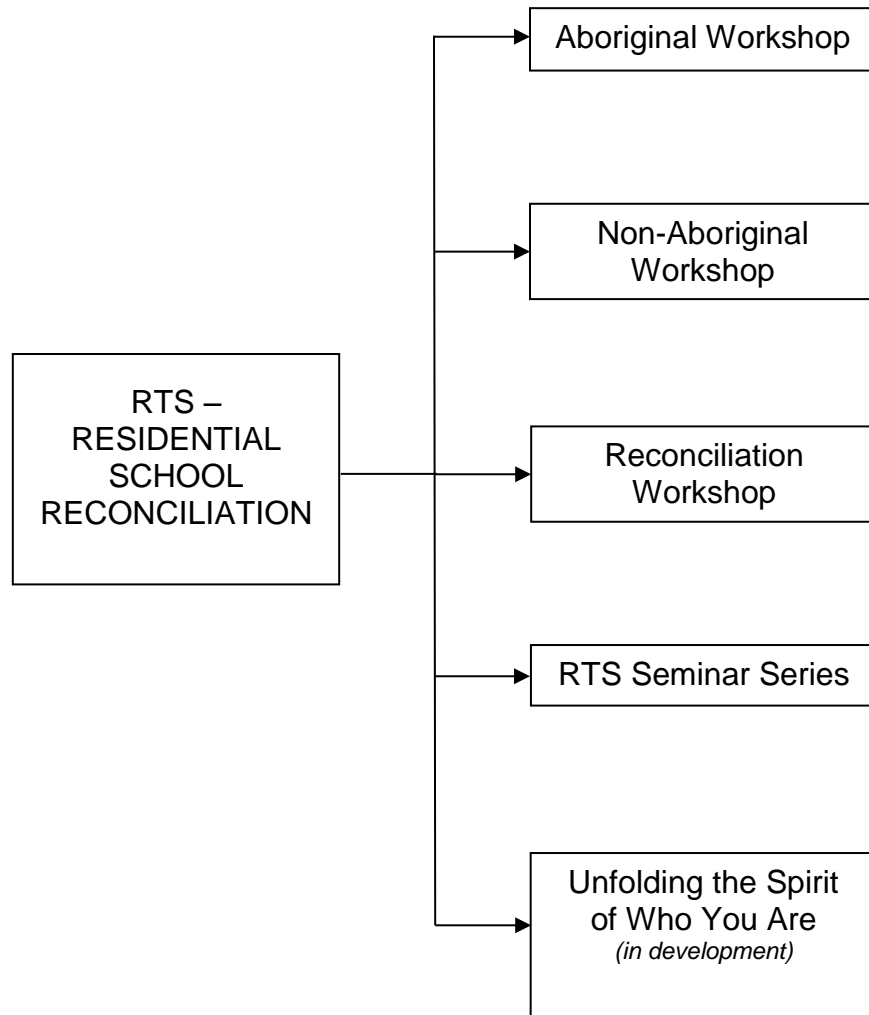 Aboriginal Workshop
Non-Aboriginal
Workshop
RTS –
RESIDENTIAL
SCHOOL
RECONCILIATION
Reconciliation
Workshop
RTS Seminar Series
Unfolding the Spirit
of Who You Are
(in development)